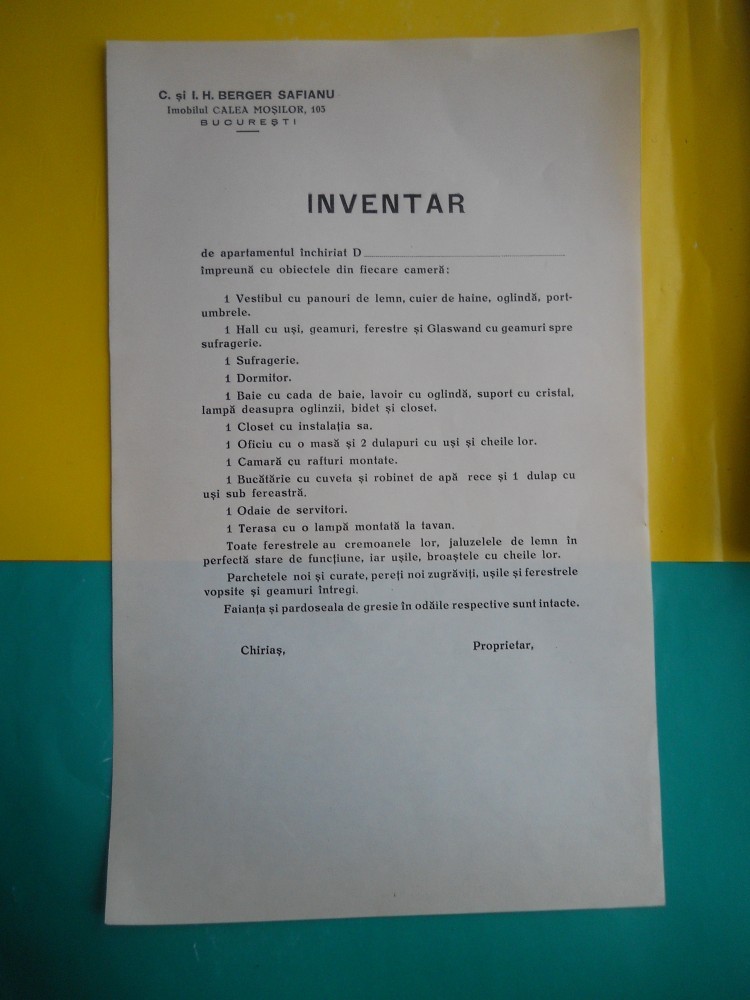 C. și I. H. BERGER SAFIANU
Imobilul CALEA MOȘILOR, 103
BUCUREȘTI
INVENTAR
de apartamentul închiriat D
împreună cu obiectele din fiecare cameră:
1 Vestibul cu panouri de lemn, cuier de haine, oglindă, port-
umbrele.
1 Hall cu uși, geamuri, ferestre și Glaswand cu geamuri spre
sufragerie.
1 Sufragerie.
1 Dormitor.
1 Baie cu cada de baie, lavoir cu oglindă, suport cu cristal,
lampă deasupra oglinzii, bidet și closet.
1 Closet cu instalația sa.
1 Oficiu cu o masă și 2 dulapuri cu uși și cheile lor.
1 Camară cu rafturi montate.
1 Bucătărie cu cuveta și robinet de apă rece și 1 dulap cu
uși sub fereastră.
1 Odaie de servitori.
1 Terasa cu o lampă montată la tavan.
Toate ferestrele au cremoanele lor, jaluzelele de lemn în
perfectă stare de funcțiune, iar ușile, broaștele cu cheile lor.
Parchetele noi și curate, pereți noi zugrăviți, ușile și ferestrele
vopsite și geamuri întregi.
Faianța și pardoseala de gresie în odăile respective sunt intacte.
Chiriaș,
Proprietar,